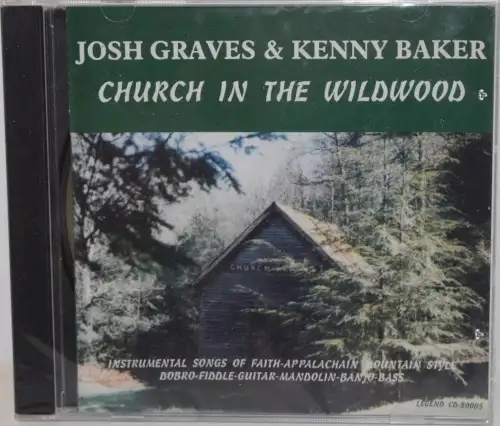 JOSH GRAVES & KENNY BAKER
CHURCH IN THE WILDWOOD
CHURCH
INSTRUMENTAL SONGS OF FAITH-APPALACHAIN MOUNTAIN STYLE
DOBRO-FIDDLE-GUITAR-MANDOLIN-BANJO-BASS
LEGEND CD 80005